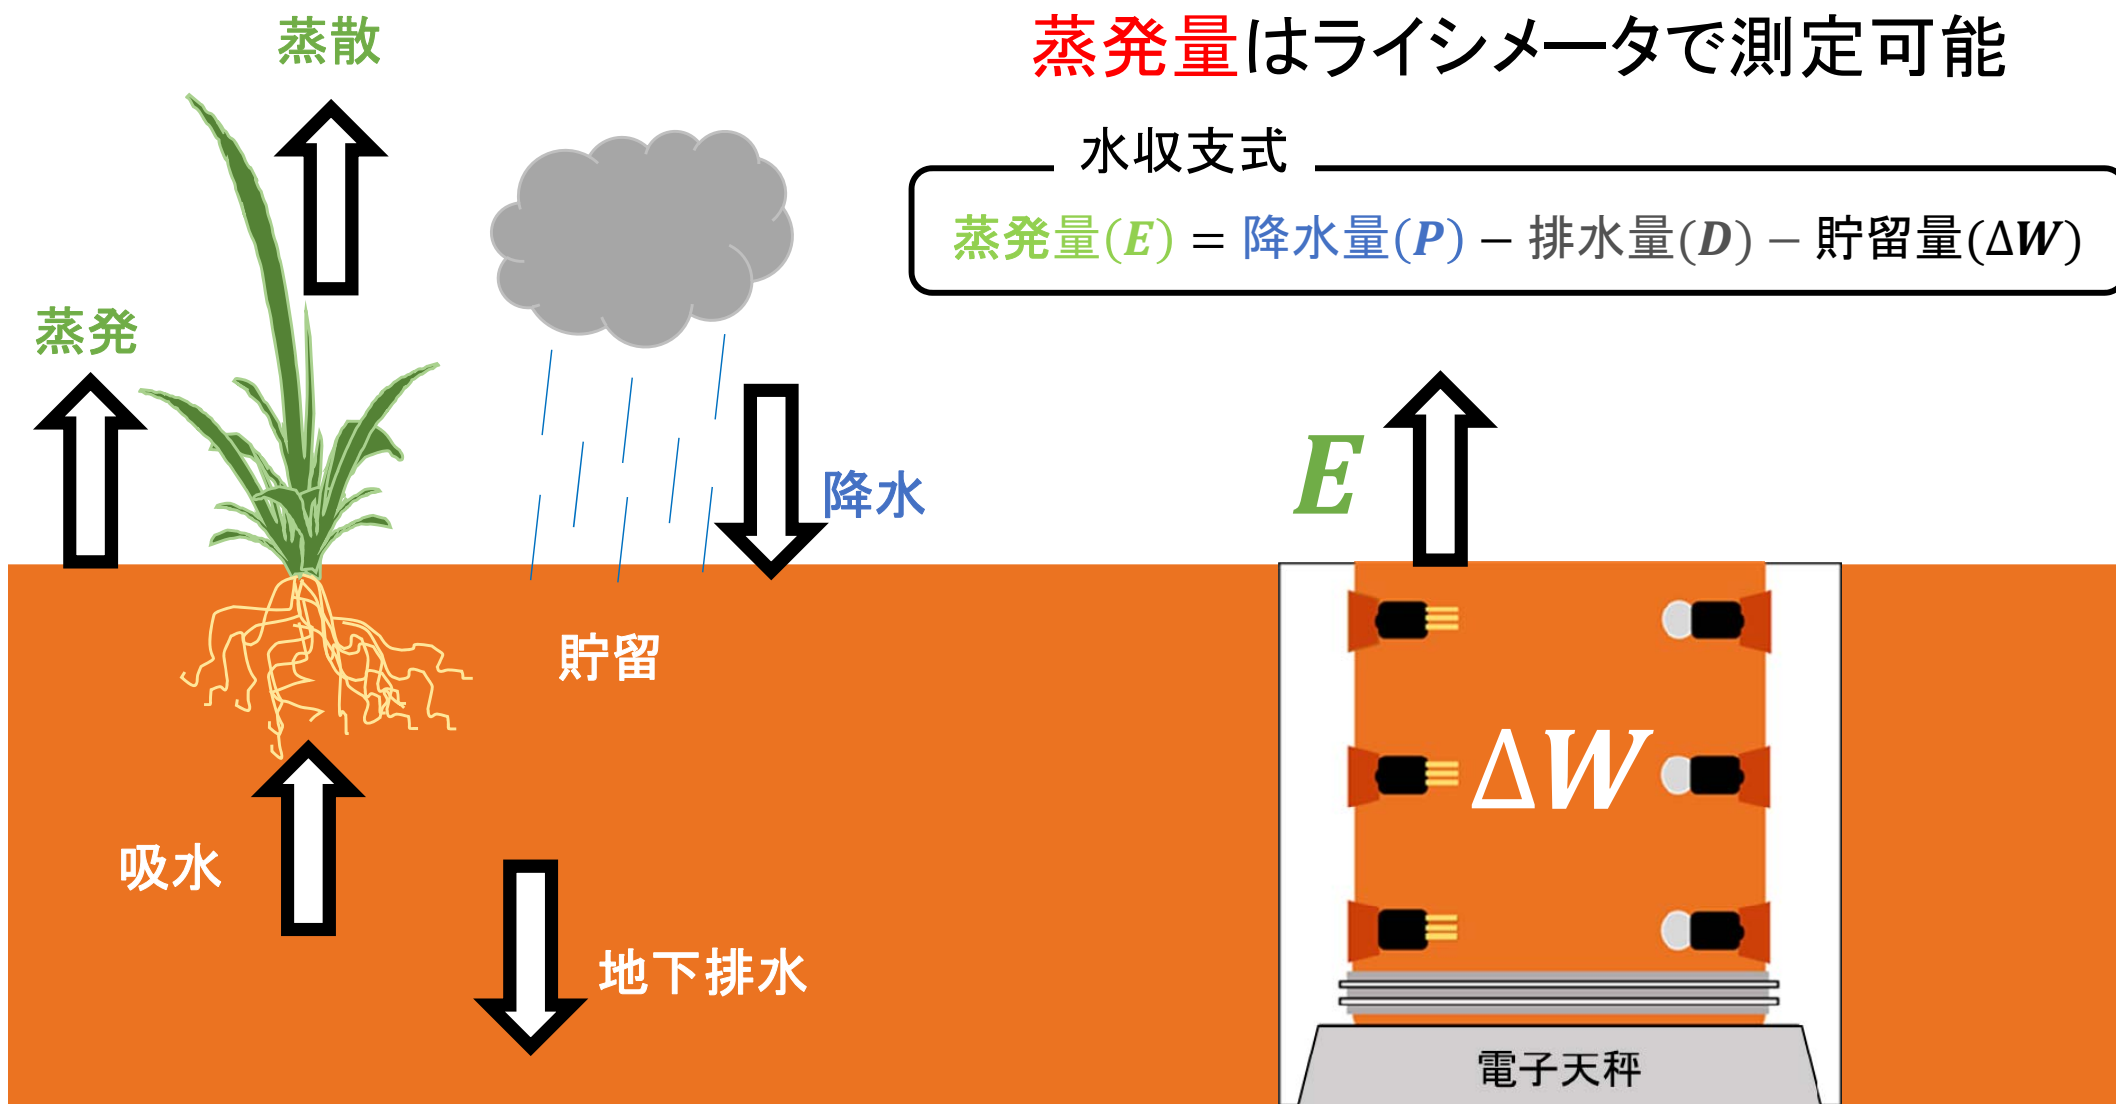 蒸散
蒸発量はライシメータで測定可能
水収支式
蒸発量(E) = 降水量(P) − 排水量(D) − 貯留量(ΔW)
蒸発
降水
E
貯留
ΔW
吸水
地下排水
電子天秤